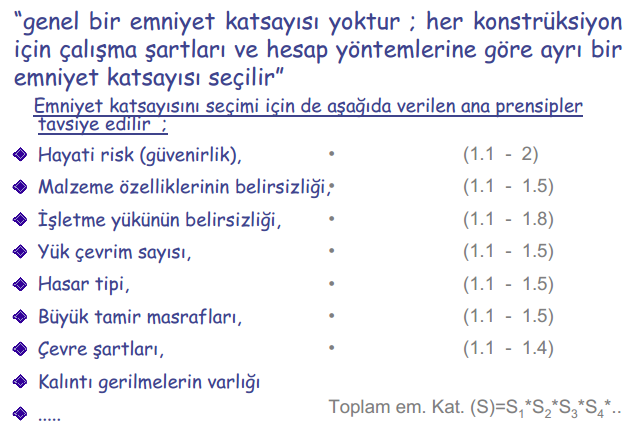 “genel bir emniyet katsayısı yoktur ; her konstrüksiyon
için çalışma şartları ve hesap yöntemlerine göre ayrı bir
emniyet katsayısı seçilir”
Emniyet katsayısını seçimi için de aşağıda verilen ana prensipler
tavsiye edilir ;
Hayati risk (güvenirlik), • (1.1 - 2)
Malzeme özelliklerinin belirsizliği, • (1.1 - 1.5)
İşletme yükünün belirsizliği, • (1.1 - 1.8)
Yük çevrim sayısı, • (1.1 - 1.5)
Hasar tipi, • (1.1 - 1.5)
Büyük tamir masrafları, • (1.1 - 1.5)
Çevre şartları, • (1.1 - 1.4)
Kalıntı gerilmelerin varlığı
..... Toplam em. Kat. (S)=S1*S2*S3*S4*..